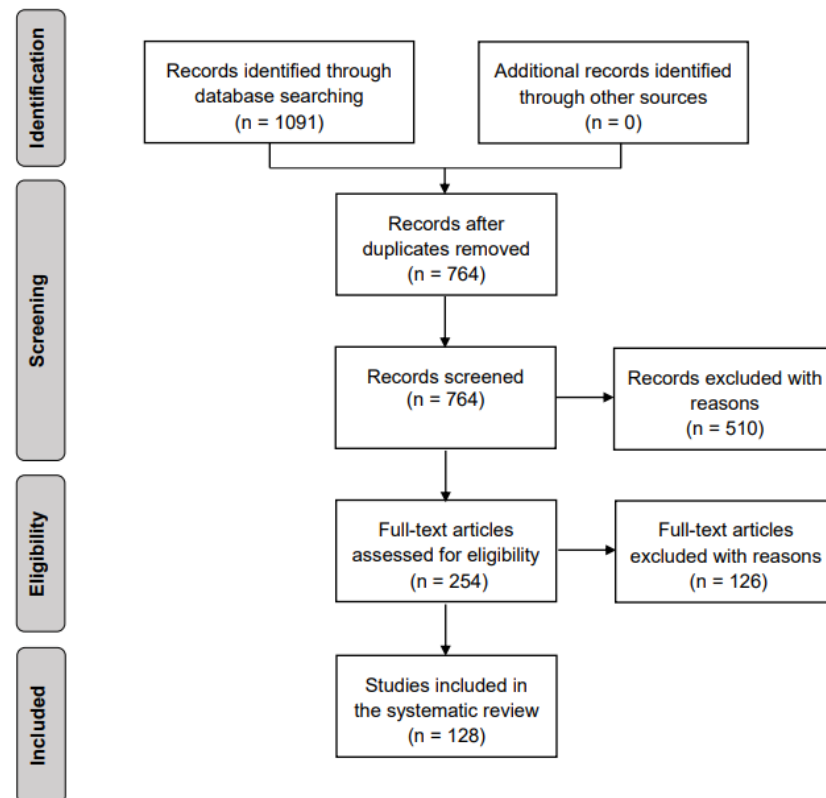 Identification
Records identified through
database searching
(n = 1091)
Additional records identified
through other sources
(n = 0)
Screening
Records after
duplicates removed
(n = 764)
Records screened
(n = 764)
Records excluded with
reasons
(n = 510)
Eligibility
Full-text articles
assessed for eligibility
(n = 254)
Full-text articles
excluded with reasons
(n = 126)
Included
Studies included in
the systematic review
(n = 128)